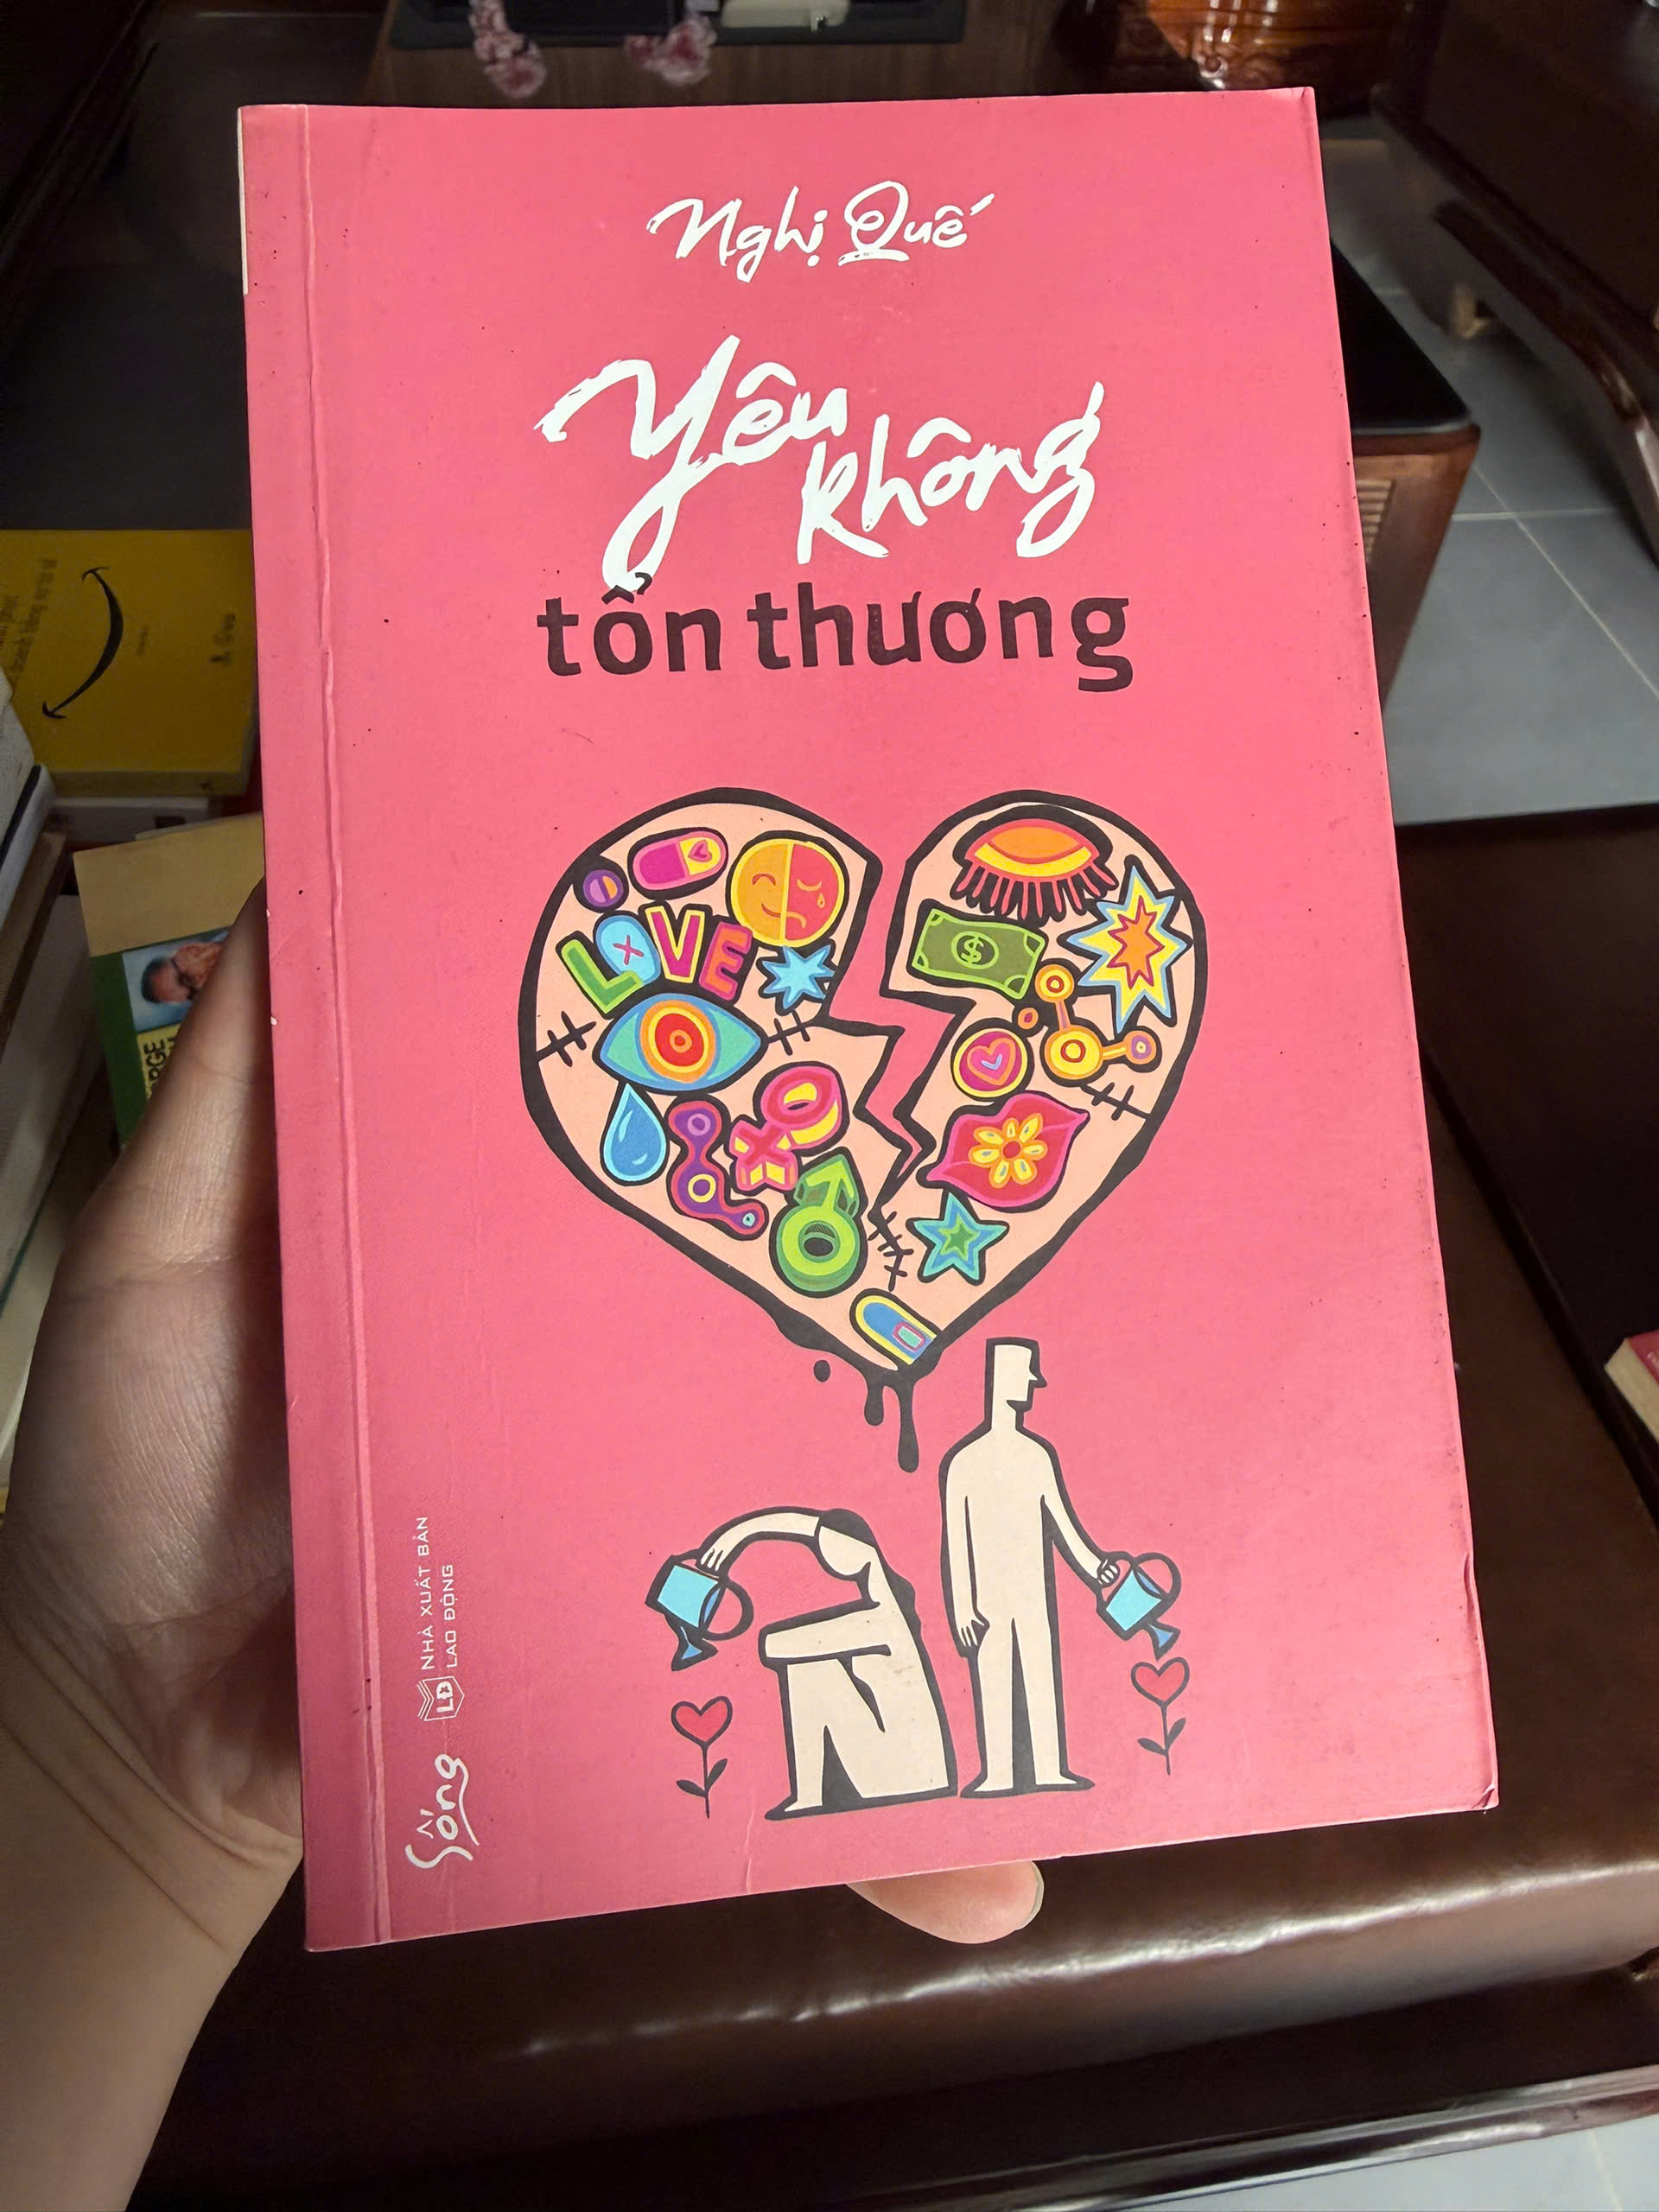 Nghị Quế
Yêu
không
tổn thương
LOVE
$
NHÀ XUẤT BẢN
LAO ĐỘNG
LĐ
Sống